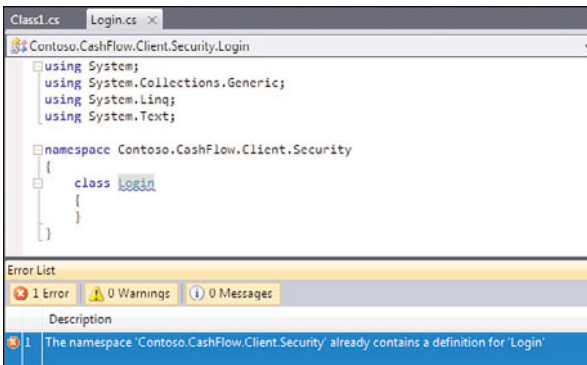 Class1.cs Login.cs
Contoso.CashFlow.Client.Security.Login
using System;
using System.Collections.Generic;
using System.Linq;
using System.Text;
namespace Contoso.CashFlow.Client.Security
{
class Login
{
}
}
Error List
1 Error 0 Warnings 0 Messages
Description
1 The namespace 'Contoso.CashFlow.Client.Security' already contains a definition for 'Login'